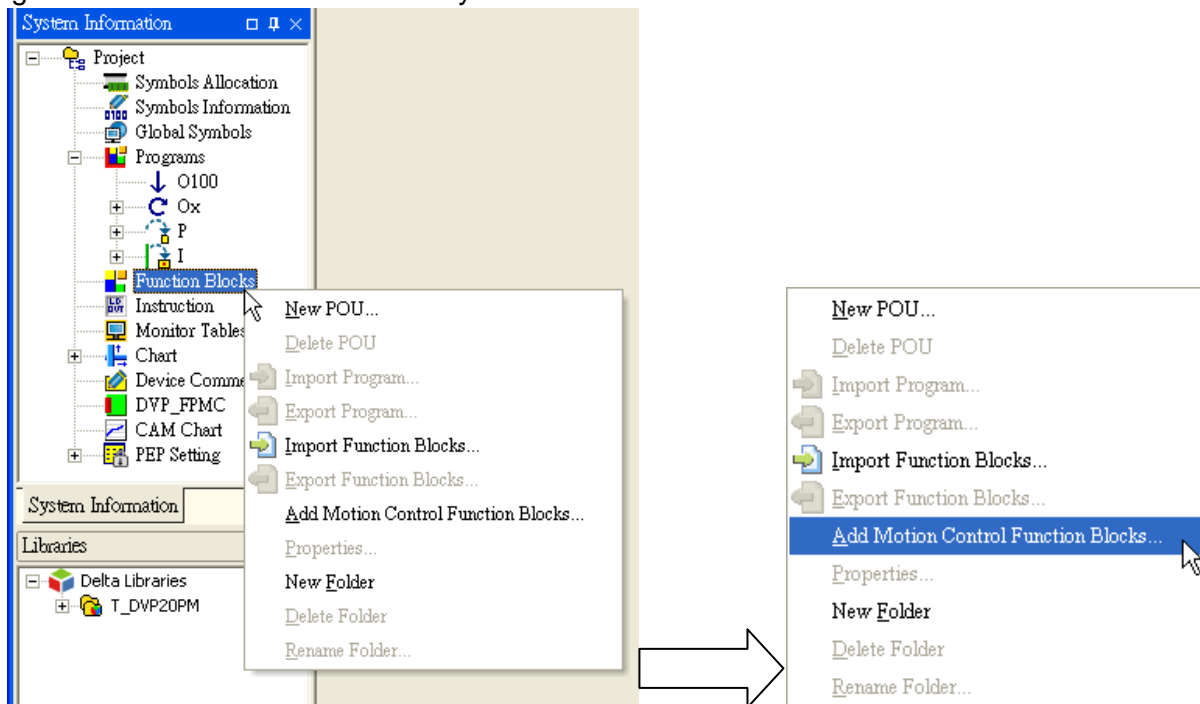 System Information
Project
Symbols Allocation
Symbols Information
Global Symbols
Programs
O100
Ox
P
I
Function Blocks
Instruction
Monitor Tables
Chart
Device Comme
DVP_FPMC
CAM Chart
PEP Setting
System Information
Libraries
Delta Libraries
T_DVP20PM
New POU...
Delete POU
Import Program...
Export Program...
Import Function Blocks...
Export Function Blocks...
Add Motion Control Function Blocks...
Properties...
New Folder
Delete Folder
Rename Folder...
New POU...
Delete POU
Import Program...
Export Program...
Import Function Blocks...
Export Function Blocks...
Add Motion Control Function Blocks...
Properties...
New Folder
Delete Folder
Rename Folder...